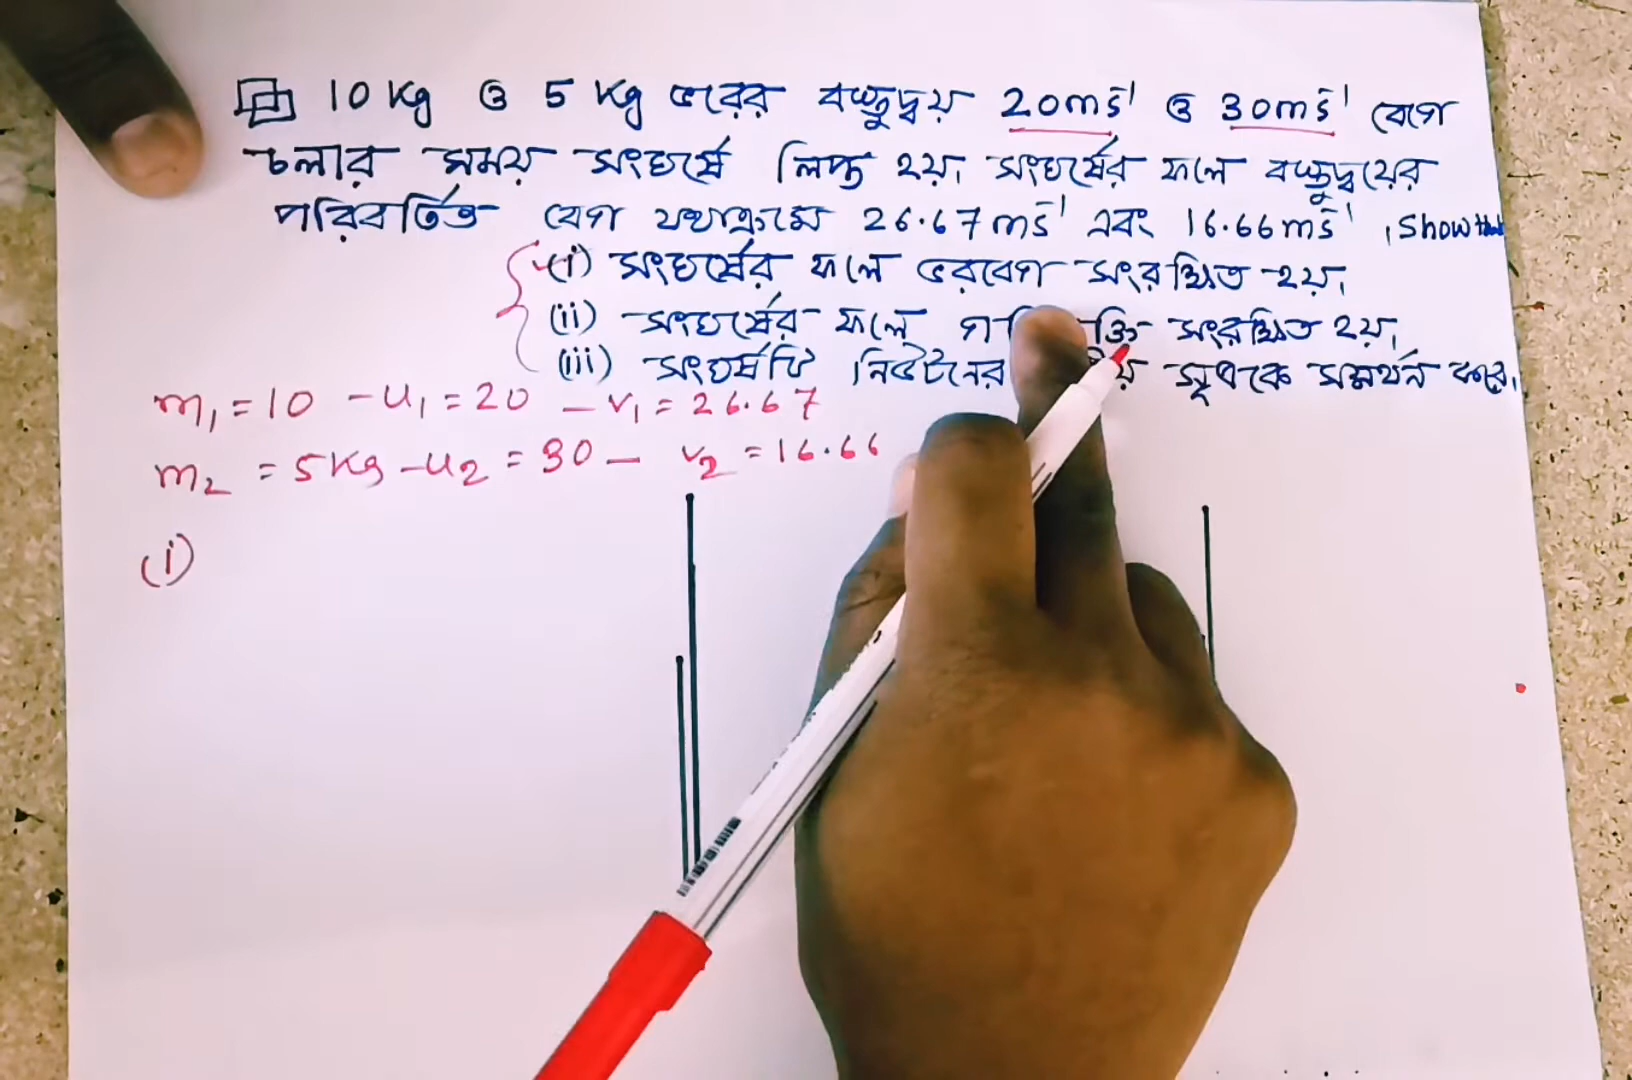 10 kg ও 5 kg ভরের বস্তুদ্বয় 20ms⁻¹ ও 30ms⁻¹ বেগে
চলার সময় সংঘর্ষে লিপ্ত হয়। সংঘর্ষের ফলে বস্তুদ্বয়ের
পরিবর্তিত বেগ যথাক্রমে 26.67ms⁻¹ এবং 16.66ms⁻¹, Show that
(i) সংঘর্ষের ফলে ভরবেগ সংরক্ষিত হয়।
(ii) সংঘর্ষের ফলে সংরক্ষিত হয়।
(iii) সংঘর্ষটি নিউটনের সূত্রকে সমর্থন করে।
m₁ = 10 – u₁ = 20 – v₁ = 26.67
m₂ = 5kg – u₂ = 30 – v₂ = 16.66
(i)